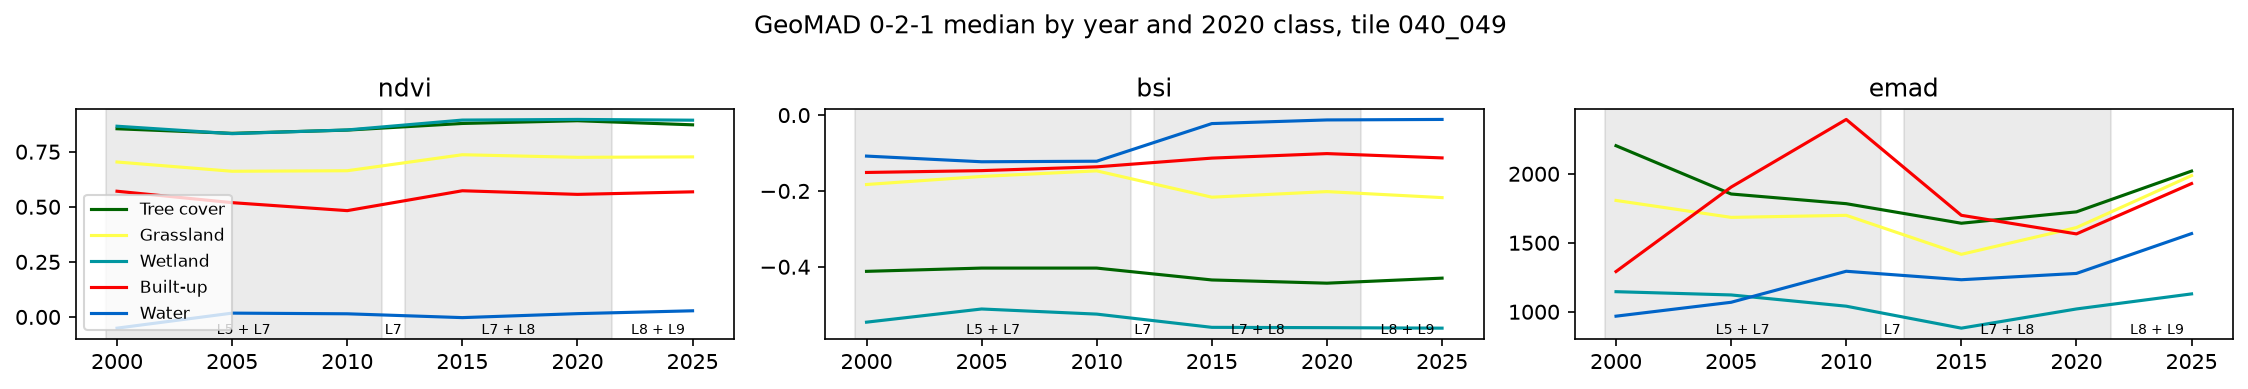 GeoMAD 0-2-1 median by year and 2020 class, tile 040_049
ndvi
0.75
0.50
0.25
0.00
Tree cover
Grassland
Wetland
Built-up
Water
L5 + L7
L7
L7 + L8
L8 + L9
2000 2005 2010 2015 2020 2025
bsi
0.0
−0.2
−0.4
L5 + L7
L7
L7 + L8
L8 + L9
2000 2005 2010 2015 2020 2025
emad
2000
1500
1000
L5 + L7
L7
L7 + L8
L8 + L9
2000 2005 2010 2015 2020 2025